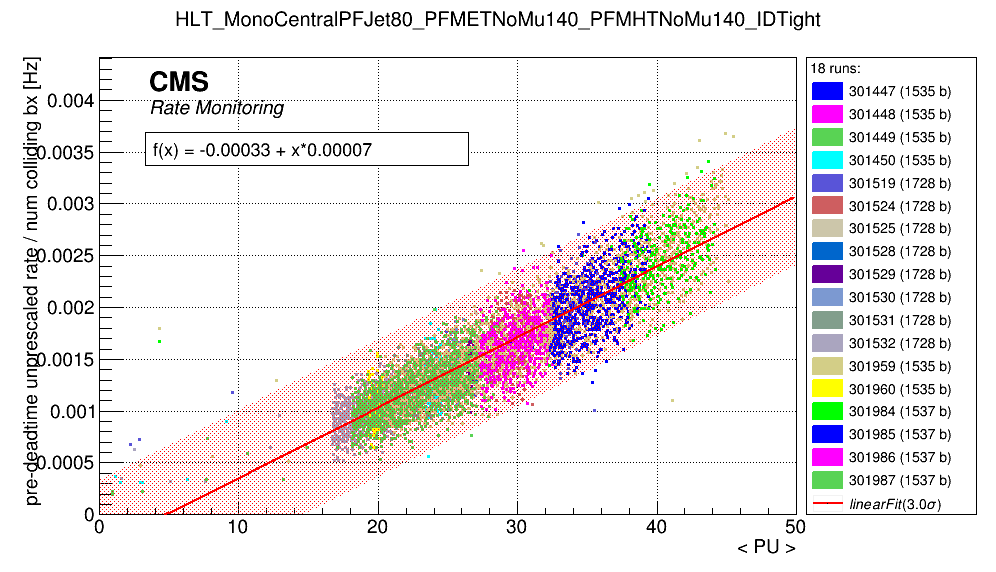 HLT_MonoCentralPFJet80_PFMETNoMu140_PFMHTNoMu140_IDTight
pre-deadtime unprescaled rate / num colliding bx [Hz]
CMS
Rate Monitoring
f(x) = -0.00033 + x*0.00007
0.004
0.0035
0.003
0.0025
0.002
0.0015
0.001
0.0005
0
0 10 20 30 40 50
< PU >
18 runs:
301447 (1535 b)
301448 (1535 b)
301449 (1535 b)
301450 (1535 b)
301519 (1728 b)
301524 (1728 b)
301525 (1728 b)
301528 (1728 b)
301529 (1728 b)
301530 (1728 b)
301531 (1728 b)
301532 (1728 b)
301959 (1535 b)
301960 (1535 b)
301984 (1537 b)
301985 (1537 b)
301986 (1537 b)
301987 (1537 b)
linearFit(3.0σ)